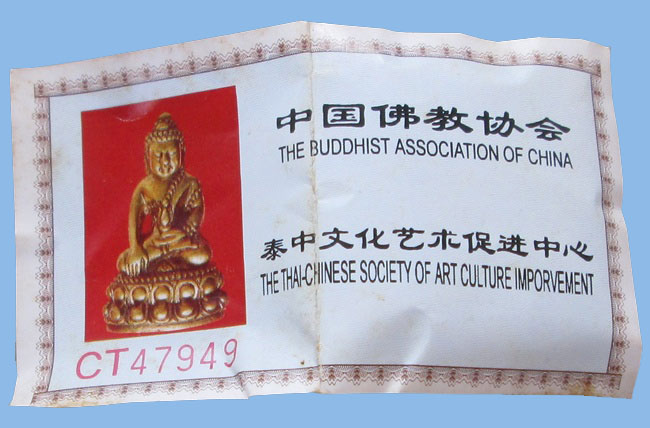 中国佛教协会
THE BUDDHIST ASSOCIATION OF CHINA
泰中文化艺术促进中心
THE THAI-CHINESE SOCIETY OF ART CULTURE IMPORVEMENT
CT47949